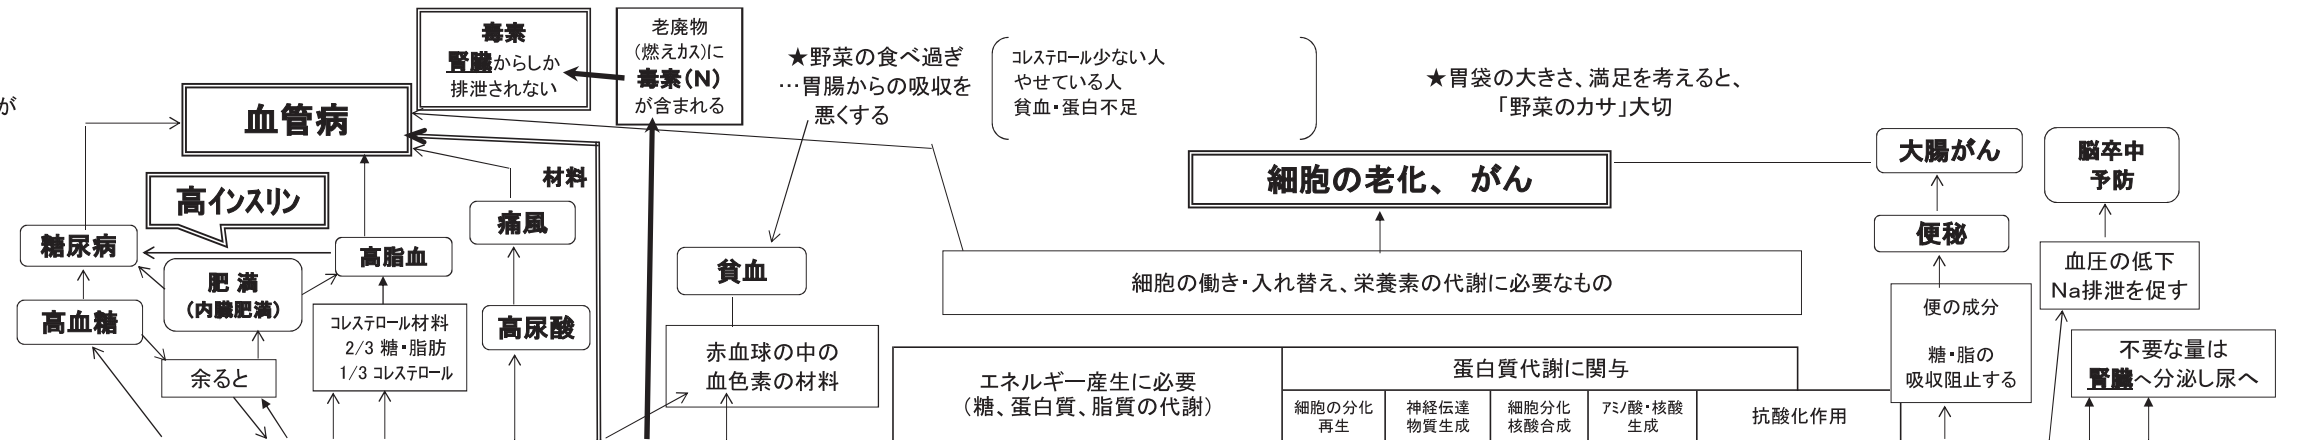 が
毒素
腎臓からしか
排泄されない
老廃物
(燃えカス)に
毒素(N)
が含まれる
★野菜の食べ過ぎ
…胃腸からの吸収を
悪くする
コレステロール少ない人
やせている人
貧血・蛋白不足
★胃袋の大きさ、満足を考えると、
「野菜のカサ」大切
血管病
材料
高インスリン
細胞の老化、 がん
大腸がん
脳卒中
予防
糖尿病
高脂血
痛風
貧血
便秘
肥 満
(内臓肥満)
細胞の働き・入れ替え、栄養素の代謝に必要なもの
血圧の低下
Na排泄を促す
高血糖
コレステロール材料
2/3 糖・脂肪
1/3 コレステロール
高尿酸
便の成分
糖・脂の
吸収阻止する
余ると
赤血球の中の
血色素の材料
エネルギー産生に必要
(糖、蛋白質、脂質の代謝)
蛋白質代謝に関与
細胞の分化
再生
神経伝達
物質生成
細胞分化
核酸合成
アミノ酸・核酸
生成
抗酸化作用
不要な量は
腎臓へ分泌し尿へ